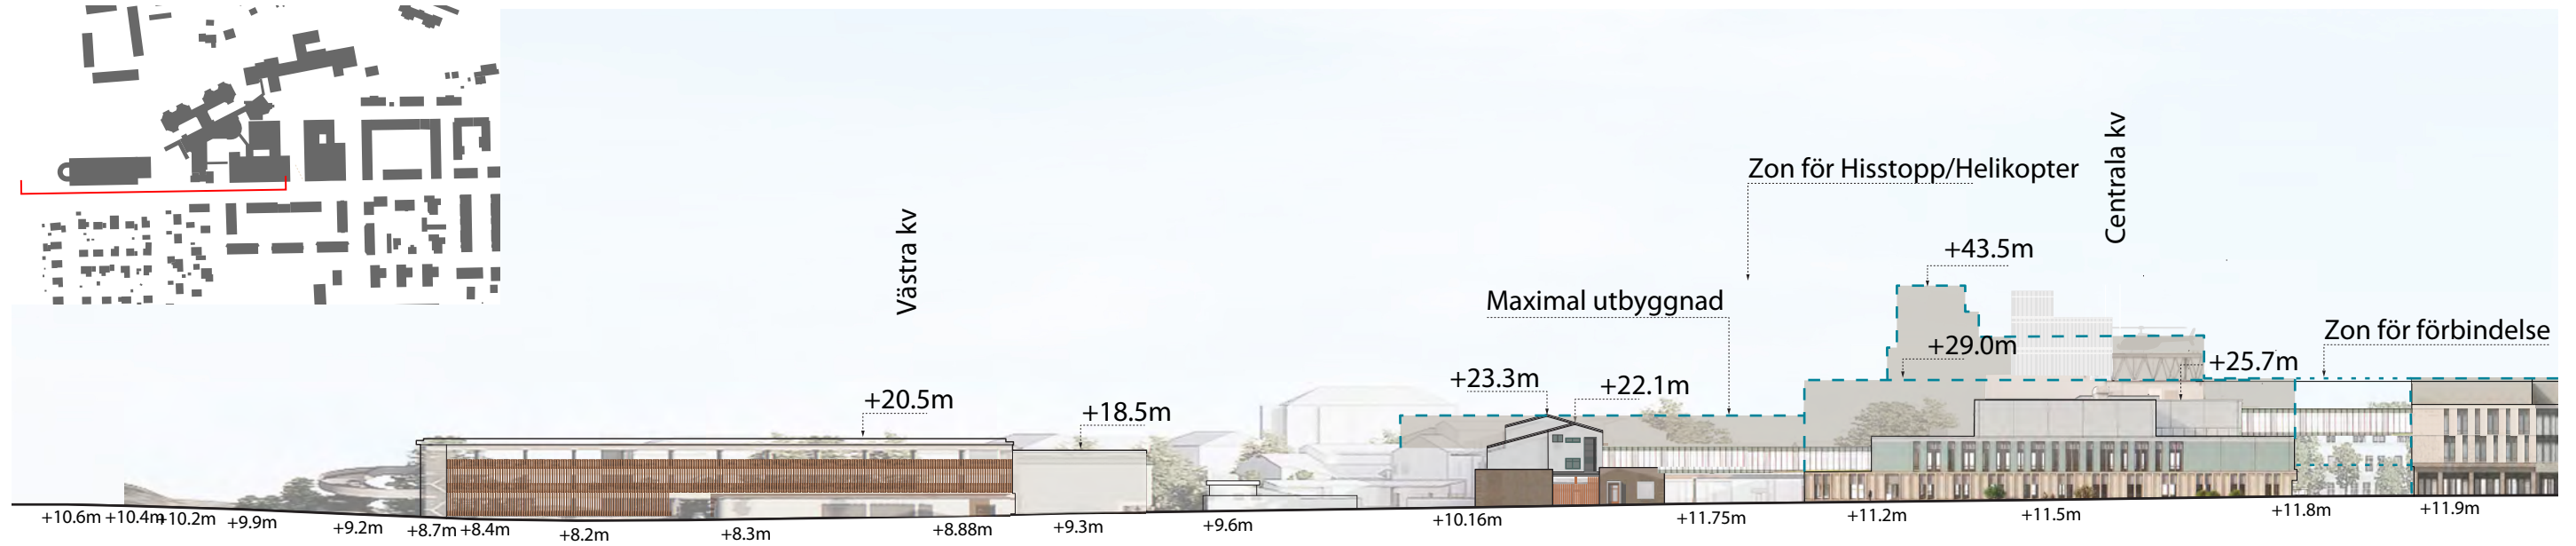 Centrala kv
Zon för Hisstopp/Helikopter
Västra kv
+43.5m
Maximal utbyggnad
Zon för förbindelse
+29.0m
+25.7m
+23.3m
+22.1m
+20.5m
+18.5m
+10.6m
+10.4m
+10.2m
+9.9m
+9.2m
+8.7m
+8.4m
+8.2m
+8.3m
+8.88m
+9.3m
+9.6m
+10.16m
+11.75m
+11.2m
+11.5m
+11.8m
+11.9m